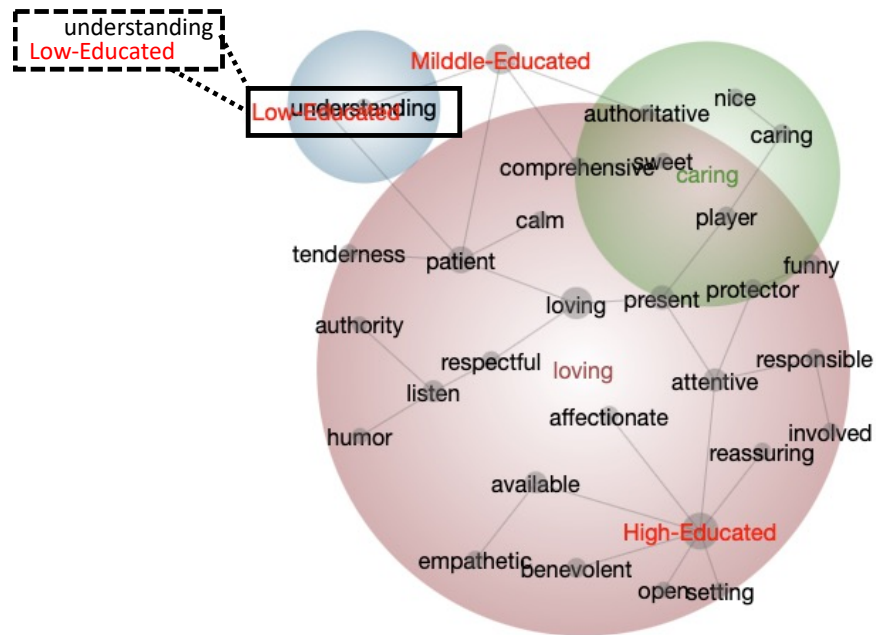 understanding
Low-Educated
Milddle-Educated
understanding
Low-Educated
nice
authoritative
caring
sweet
comprehensive
caring
calm
player
tenderness
patient
funny
protector
loving
present
authority
respectful
responsible
loving
attentive
listen
affectionate
humor
involved
reassuring
available
High-Educated
empathetic
benevolent
open
setting